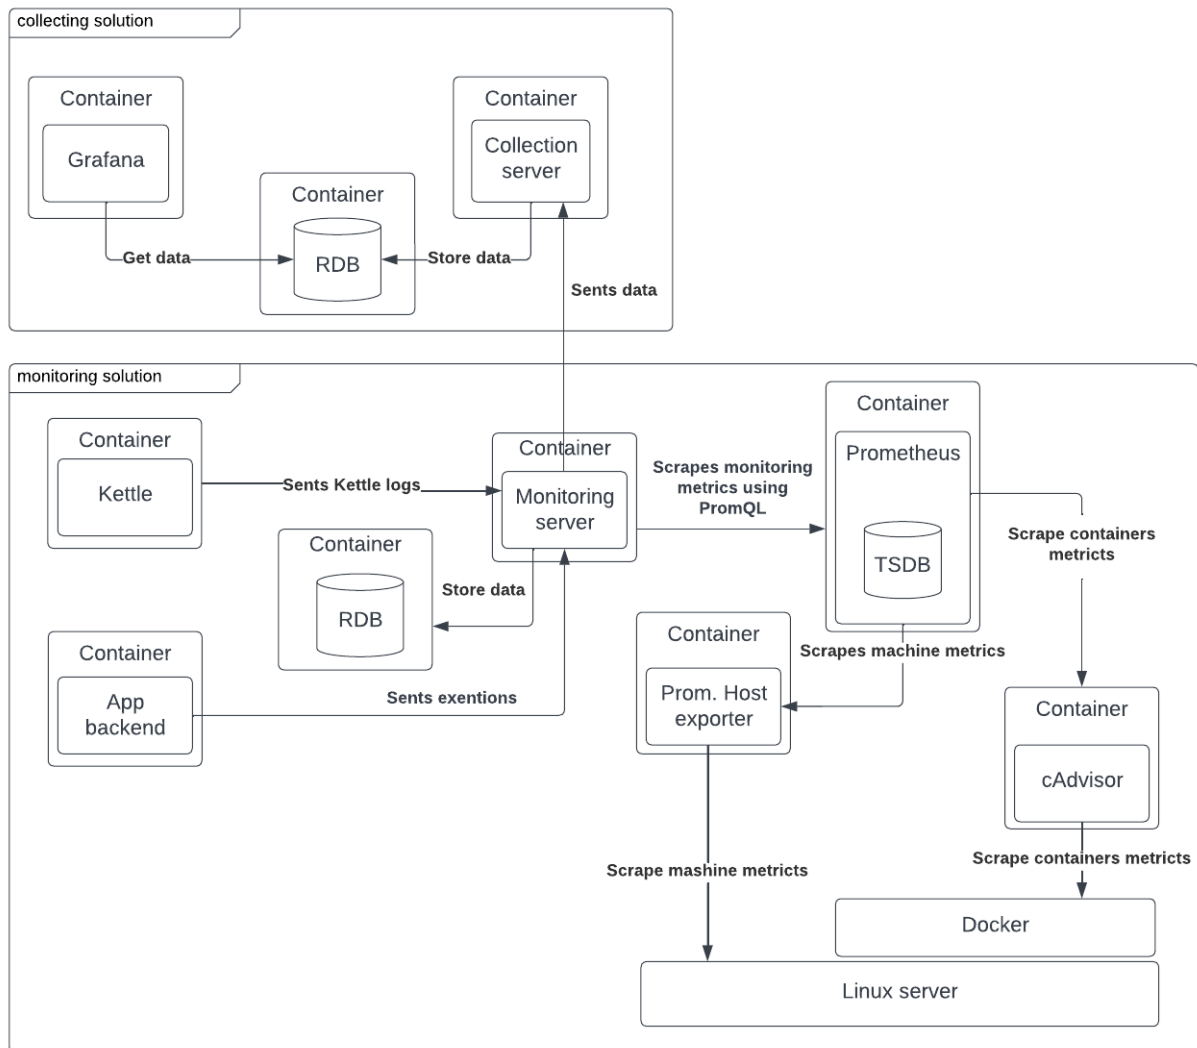 collecting solution
Container
Grafana
Container
Collection
server
Container
RDB
Get data
Store data
Sents data
monitoring solution
Container
Kettle
Sents Kettle logs
Container
Monitoring
server
Scrapes monitoring
metrics using
PromQL
Container
Prometheus
TSDB
Scrape containers
metricts
Container
RDB
Store data
Container
App
backend
Sents exentions
Container
Prom. Host
exporter
Scrapes machine metrics
Container
cAdvisor
Scrape mashine metricts
Scrape containers metricts
Docker
Linux server